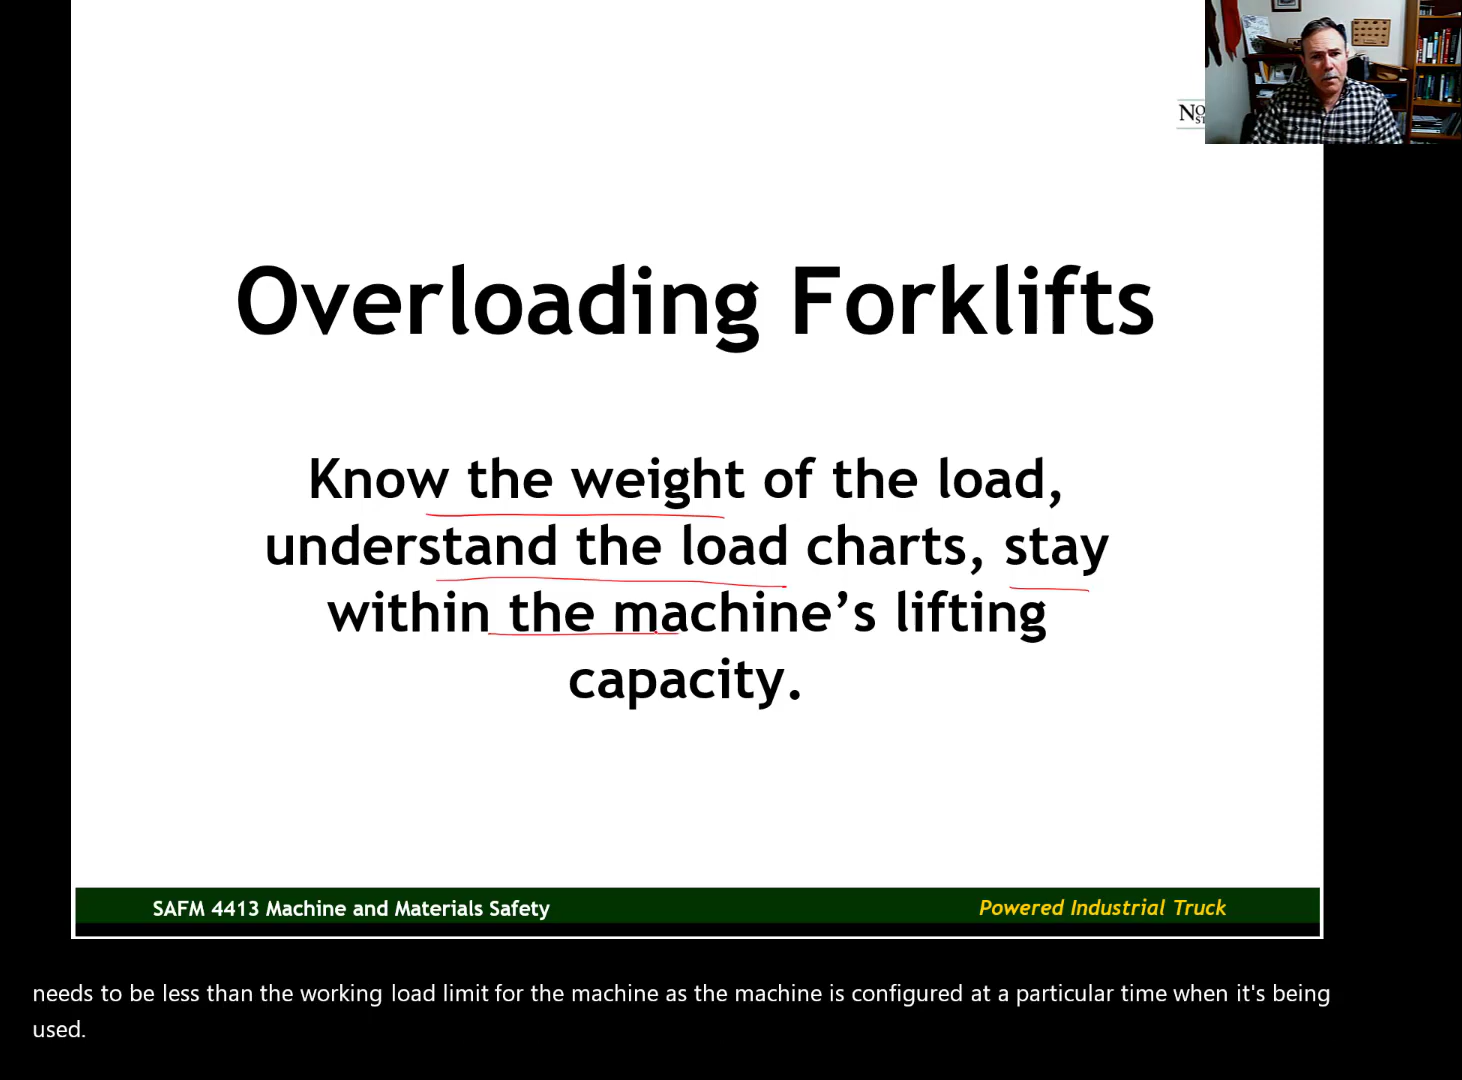 Overloading Forklifts
Know the weight of the load,
understand the load charts, stay
within the machine’s lifting
capacity.
SAFM 4413 Machine and Materials Safety
Powered Industrial Truck
needs to be less than the working load limit for the machine as the machine is configured at a particular time when it's being
used.